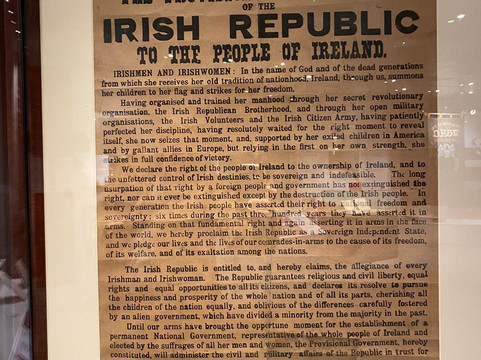 THE PROVISIONAL GOVERNMENT
OF THE
IRISH REPUBLIC
TO THE PEOPLE OF IRELAND.
IRISHMEN AND IRISHWOMEN: In the name of God and of the dead generations
from which she receives her old tradition of nationhood, Ireland, through us, summons
her children to her flag and strikes for her freedom.
Having organised and trained her manhood through her secret revolutionary
organisation, the Irish Republican Brotherhood, and through her open military
organisations, the Irish Volunteers and the Irish Citizen Army, having patiently
perfected her discipline, having resolutely waited for the right moment to reveal
itself, she now seizes that moment, and, supported by her exiled children in America
and by gallant allies in Europe, but relying in the first on her own strength, she
strikes in full confidence of victory.
We declare the right of the people of Ireland to the ownership of Ireland, and to
the unfettered control of Irish destinies, to be sovereign and indefeasible. The long
usurpation of that right by a foreign people and government has not extinguished the
right, nor can it ever be extinguished except by the destruction of the Irish people. In
every generation the Irish people have asserted their right to national freedom and
sovereignty; six times during the past three hundred years they have asserted it in
arms. Standing on that fundamental right and again asserting it in arms in the face
of the world, we hereby proclaim the Irish Republic as a Sovereign Independent State,
and we pledge our lives and the lives of our comrades-in-arms to the cause of its freedom,
of its welfare, and of its exaltation among the nations.
The Irish Republic is entitled to, and hereby claims, the allegiance of every
Irishman and Irishwoman. The Republic guarantees religious and civil liberty, equal
rights and equal opportunities to all its citizens, and declares its resolve to pursue
the happiness and prosperity of the whole nation and of all its parts, cherishing all
the children of the nation equally, and oblivious of the differences carefully fostered
by an alien government, which have divided a minority from the majority in the past.
Until our arms have brought the opportune moment for the establishment of a
permanent National Government, representative of the whole people of Ireland and
elected by the suffrages of all her men and women, the Provisional Government, hereby
constituted, will administer the civil and military affairs of the Republic in trust for